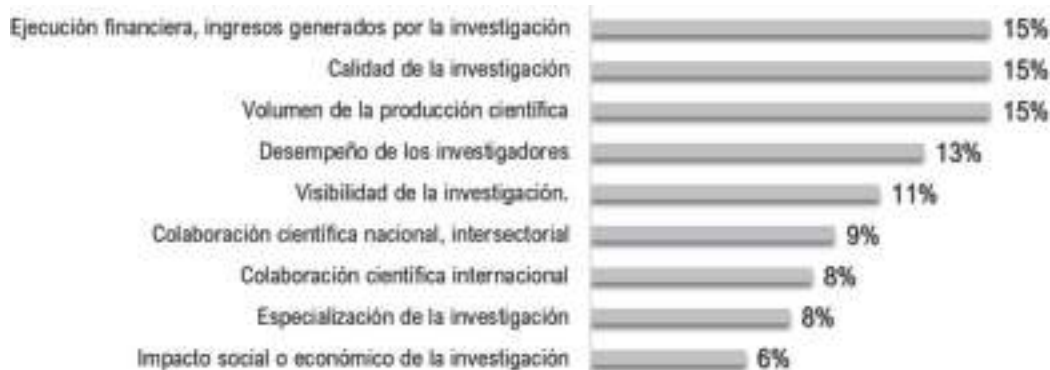 Ejecución financiera, ingresos generados por la investigación 15%
Calidad de la investigación 15%
Volumen de la producción científica 15%
Desempeño de los investigadores 13%
Visibilidad de la investigación. 11%
Colaboración científica nacional, intersectorial 9%
Colaboración científica internacional 8%
Especialización de la investigación 8%
Impacto social o económico de la investigación 6%